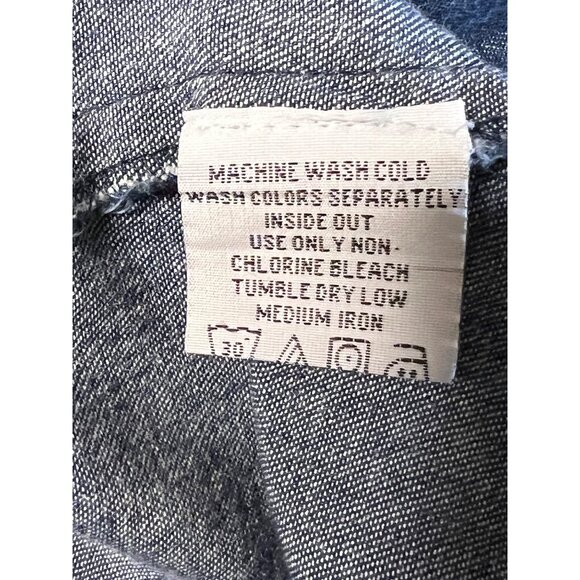 MACHINE WASH COLD
WASH COLORS SEPARATELY
INSIDE OUT
USE ONLY NON-
CHLORINE BLEACH
TUMBLE DRY LOW
MEDIUM IRON
30°